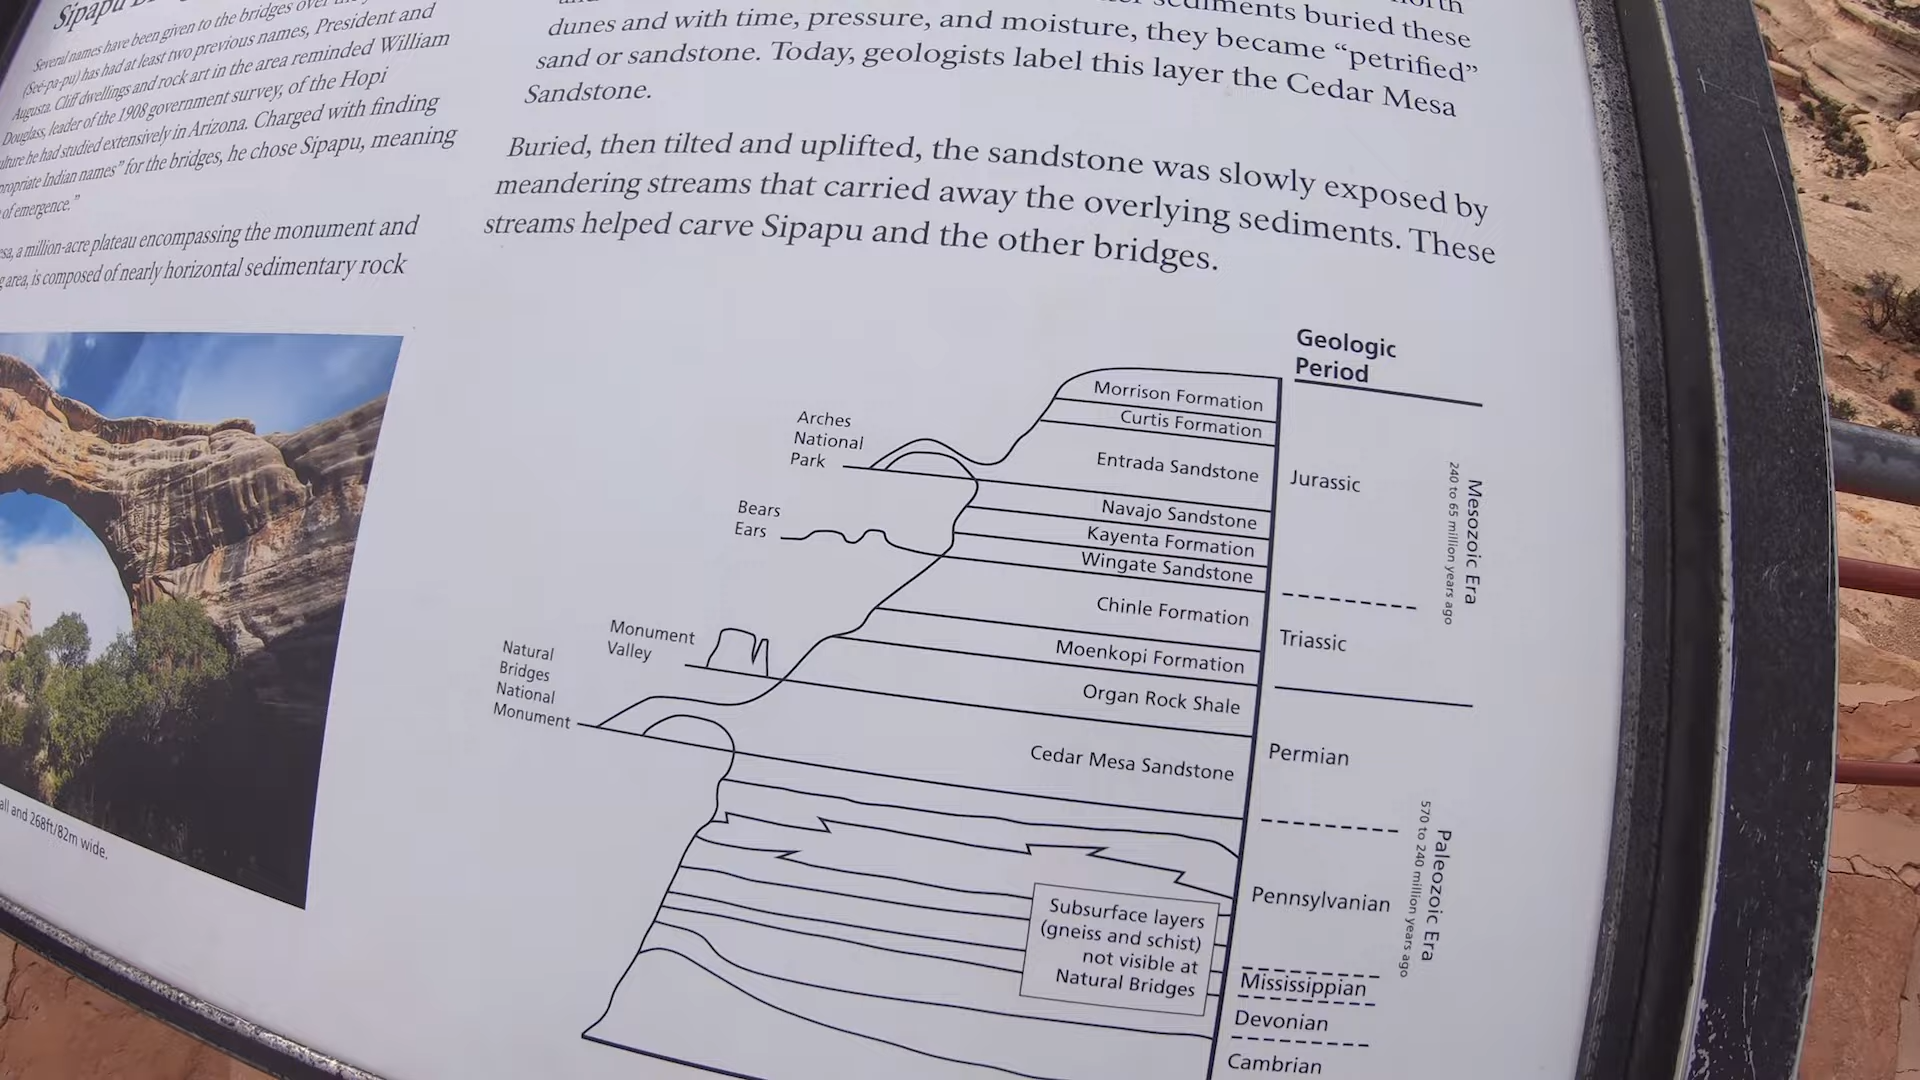 Sipapu
Several names have been given to the bridges over
(See-pa-pu) has had at least two previous names, President and
Augusta. Cliff dwellings and rock art in the area reminded William
Douglass, leader of the 1908 government survey, of the Hopi
he had studied extensively in Arizona. Charged with finding
Indian names” for the bridges, he chose Sipapu, meaning
of emergence.”
a million-acre plateau encompassing the monument and
area, is composed of nearly horizontal sedimentary rock
all and 268ft/82m wide.
sediments buried these
dunes and with time, pressure, and moisture, they became “petrified”
sand or sandstone. Today, geologists label this layer the Cedar Mesa
Sandstone.
Buried, then tilted and uplifted, the sandstone was slowly exposed by
meandering streams that carried away the overlying sediments. These
streams helped carve Sipapu and the other bridges.
Geologic
Period
Morrison Formation
Curtis Formation
Entrada Sandstone
Navajo Sandstone
Kayenta Formation
Wingate Sandstone
Chinle Formation
Moenkopi Formation
Organ Rock Shale
Cedar Mesa Sandstone
Arches
National
Park
Bears
Ears
Monument
Valley
Natural
Bridges
National
Monument
Subsurface layers
(gneiss and schist)
not visible at
Natural Bridges
Jurassic
Triassic
Permian
Pennsylvanian
Mississippian
Devonian
Cambrian
Mesozoic Era
240 to 65 million years ago
Paleozoic Era
570 to 240 million years ago